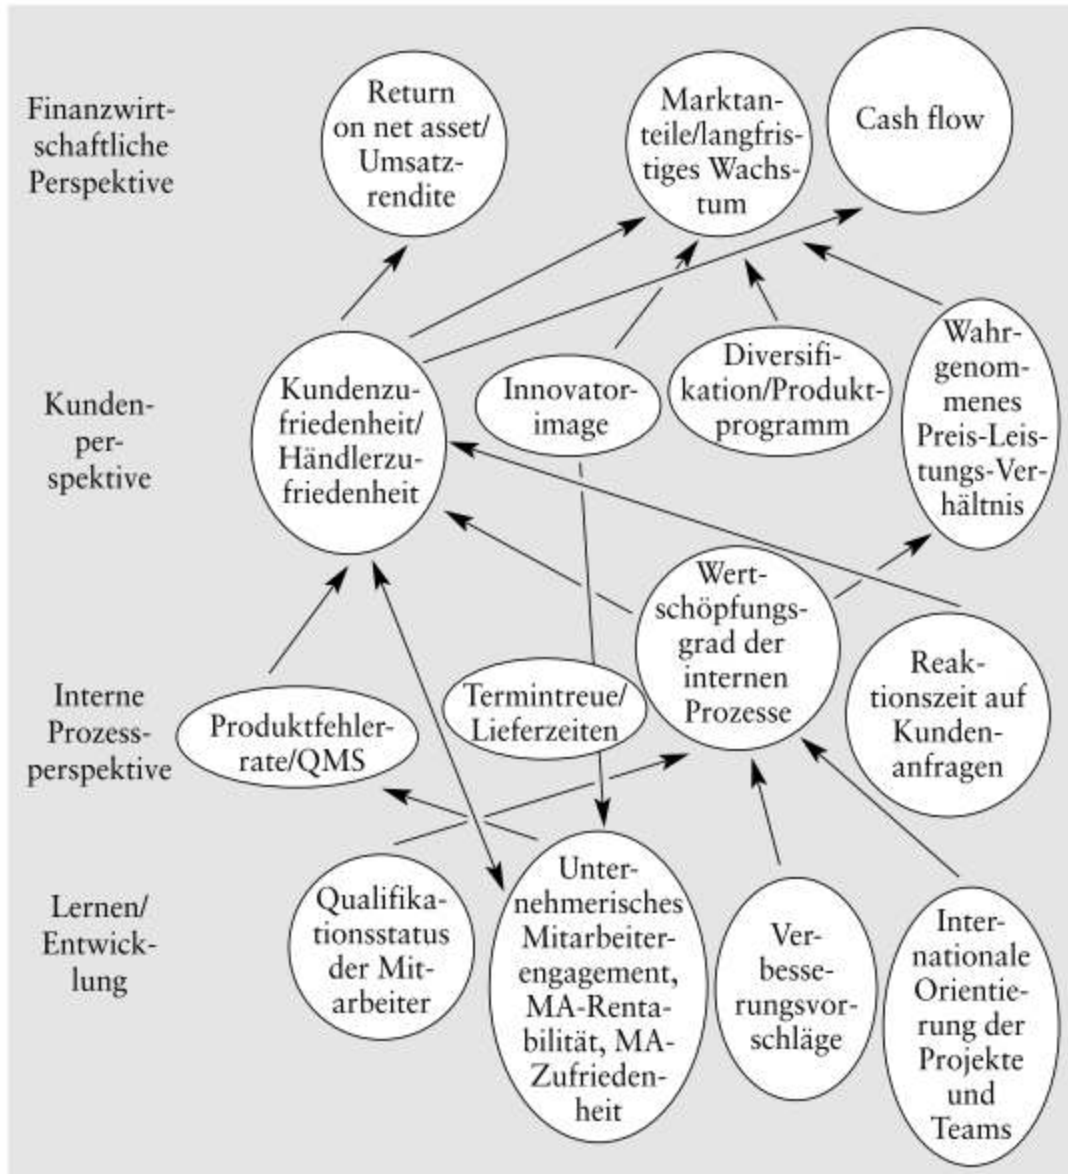 Finanzwirt-
schaftliche
Perspektive
Return
on net asset/
Umsatz-
rendite
Marktan-
teile/langfris-
tiges Wachs-
tum
Cash flow
Kunden-
per-
spektive
Kundenzu-
friedenheit/
Händlerzu-
friedenheit
Innovator-
image
Diversifi-
kation/Produkt-
programm
Wahr-
genom-
menes
Preis-Leis-
tungs-Ver-
hältnis
Interne
Prozess-
perspektive
Produktfehler-
rate/QMS
Termintreue/
Lieferzeiten
Wert-
schöpfungs-
grad der
internen
Prozesse
Reak-
tionszeit auf
Kunden-
anfragen
Lernen/
Entwick-
lung
Qualifika-
tionsstatus
der Mit-
arbeiter
Unter-
nehmerisches
Mitarbeiter-
engagement,
MA-Renta-
bilität, MA-
Zufrieden-
heit
Ver-
besse-
rungsvor-
schläge
Inter-
nationale
Orientie-
rung der
Projekte
und
Teams